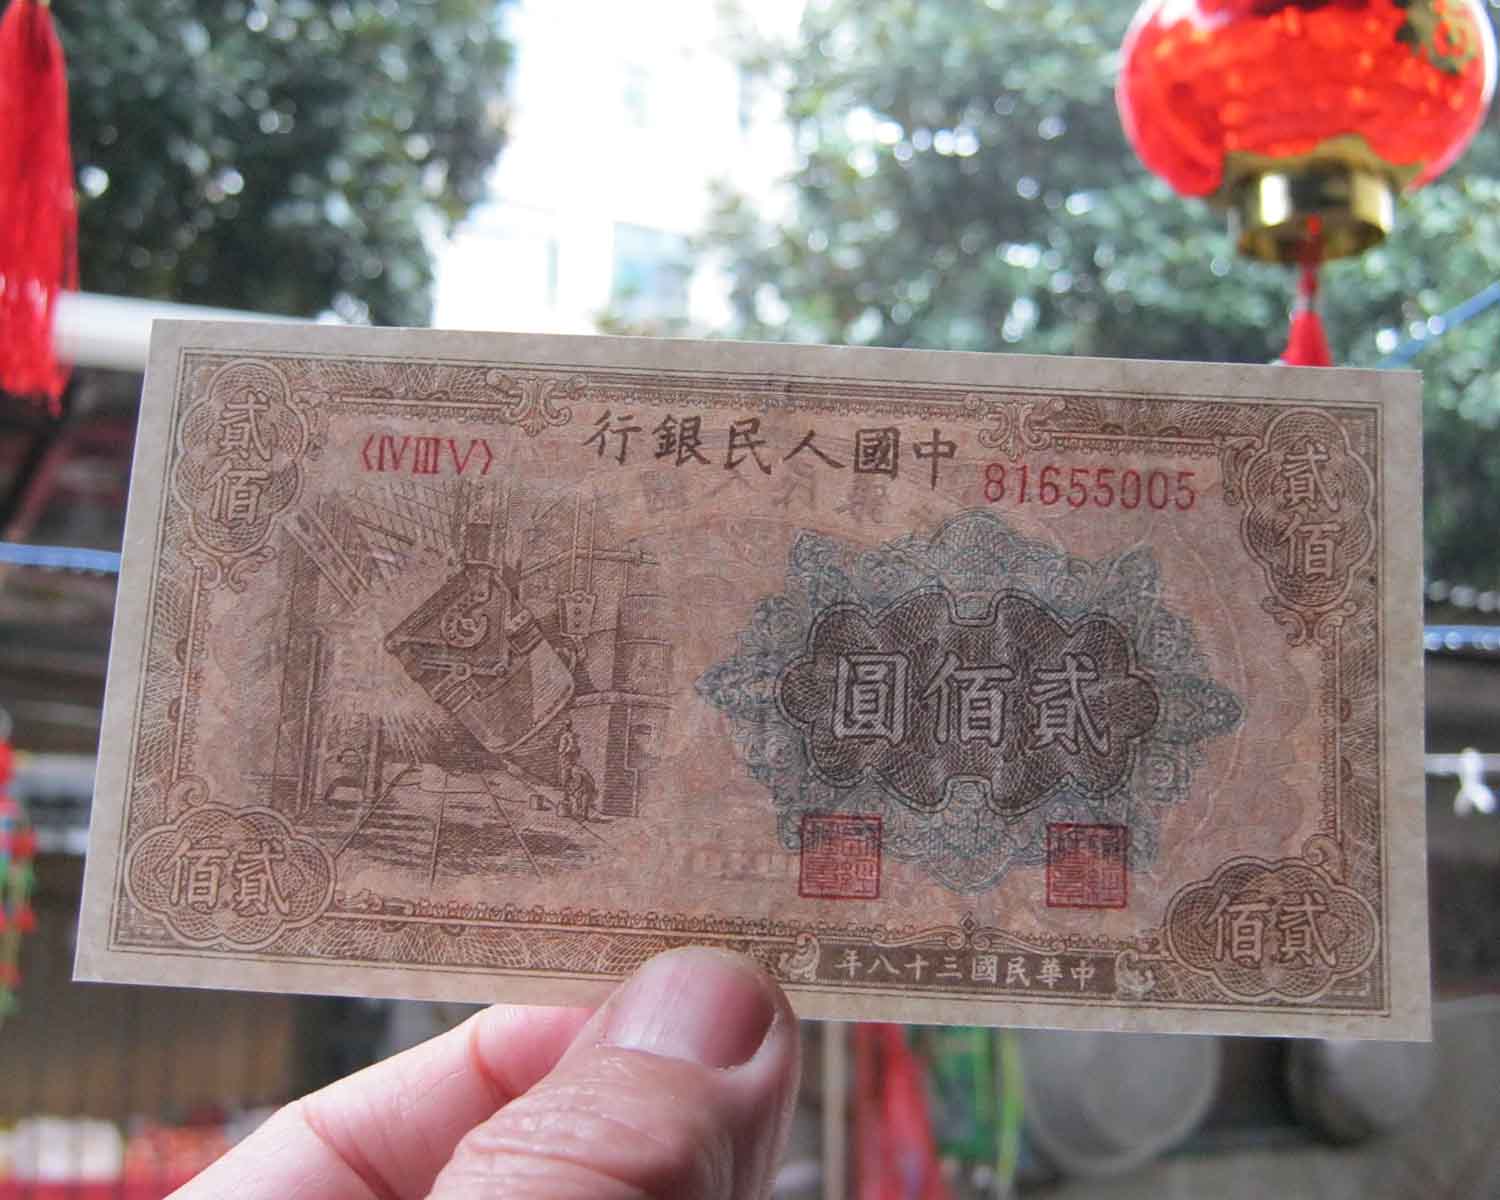 中國人民銀行
〈IV III V〉
81655005
貳佰
貳佰
貳佰圓
貳佰
貳佰
中華民國三十八年